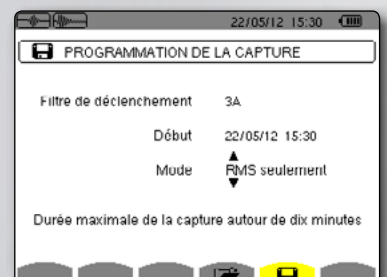 22/05/12 15:30
PROGRAMMATION DE LA CAPTURE
Filtre de déclenchement 3A
Début 22/05/12 15:30
Mode RMS seulement
Durée maximale de la capture autour de dix minutes